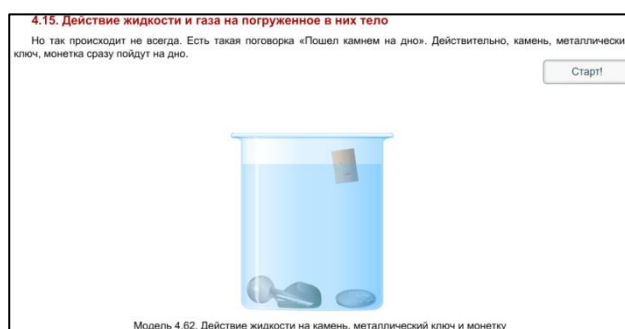 4.15. Действие жидкости и газа на погруженное в них тело
Но так происходит не всегда. Есть такая поговорка «Пошел камнем на дно». Действительно, камень, металлически
ключ, монетка сразу пойдут на дно.
Старт!
Модель 4.62. Действие жидкости на камень, металлический ключ и монетку